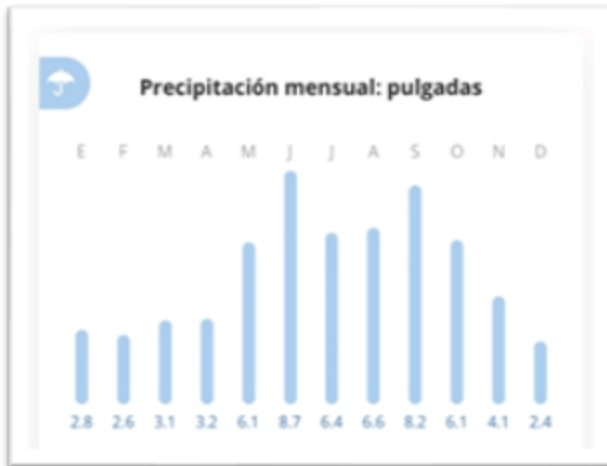 Precipitación mensual: pulgadas
E F M A M J J A S O N D
2.8 2.6 3.1 3.2 6.1 8.7 6.4 6.6 8.2 6.1 4.1 2.4